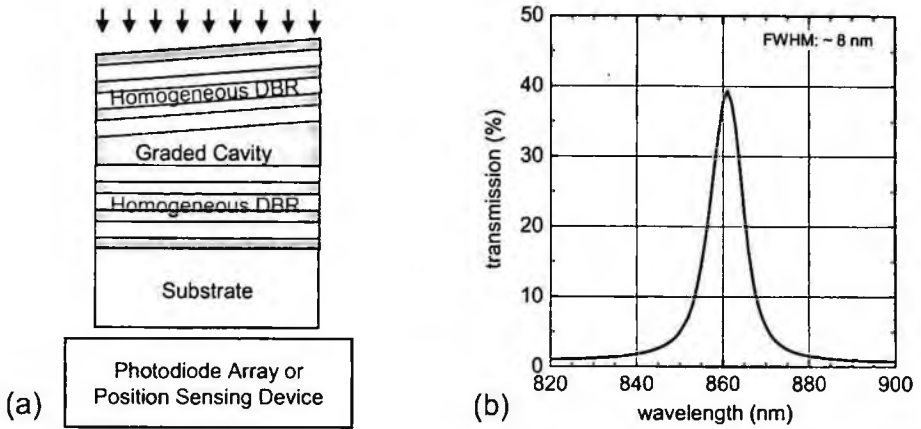 Homogeneous DBR
Graded Cavity
Homogeneous DBR
Substrate
Photodiode Array or
Position Sensing Device
(a)
50
40
30
20
10
0
transmission (%)
FWHM: ~ 8 nm
820
840
860
880
900
wavelength (nm)
(b)